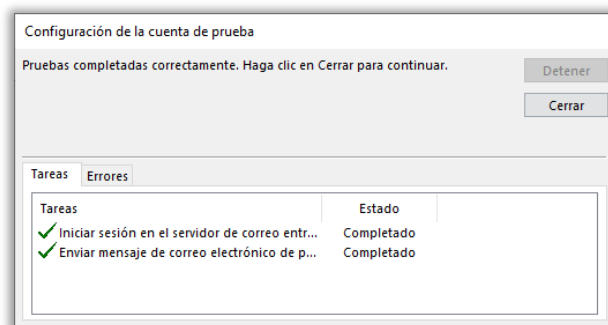 Configuración de la cuenta de prueba
Pruebas completadas correctamente. Haga clic en Cerrar para continuar.
Detener
Cerrar
Tareas Errores
Tareas Estado
Iniciar sesión en el servidor de correo entr... Completado
Enviar mensaje de correo electrónico de p... Completado